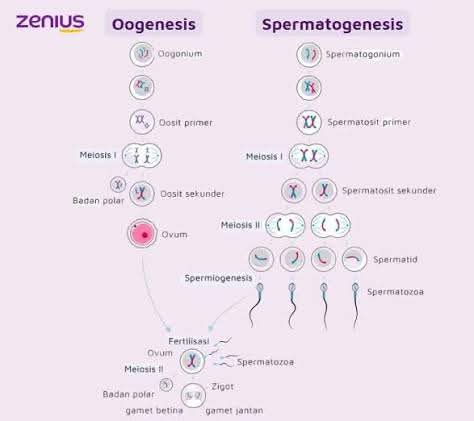 zenius
Oogenesis
Spermatogenesis
Oogonium
Spermatogonium
Oosit primer
Spermatosit primer
Meiosis I
Meiosis I
Badan polar
Oosit sekunder
Spermatosit sekunder
Meiosis II
Ovum
Spermatid
Spermiogenesis
Spermatozoa
Fertilisasi
Ovum
Meiosis II
Spermatozoa
Badan polar
Zigot
gamet betina
gamet jantan